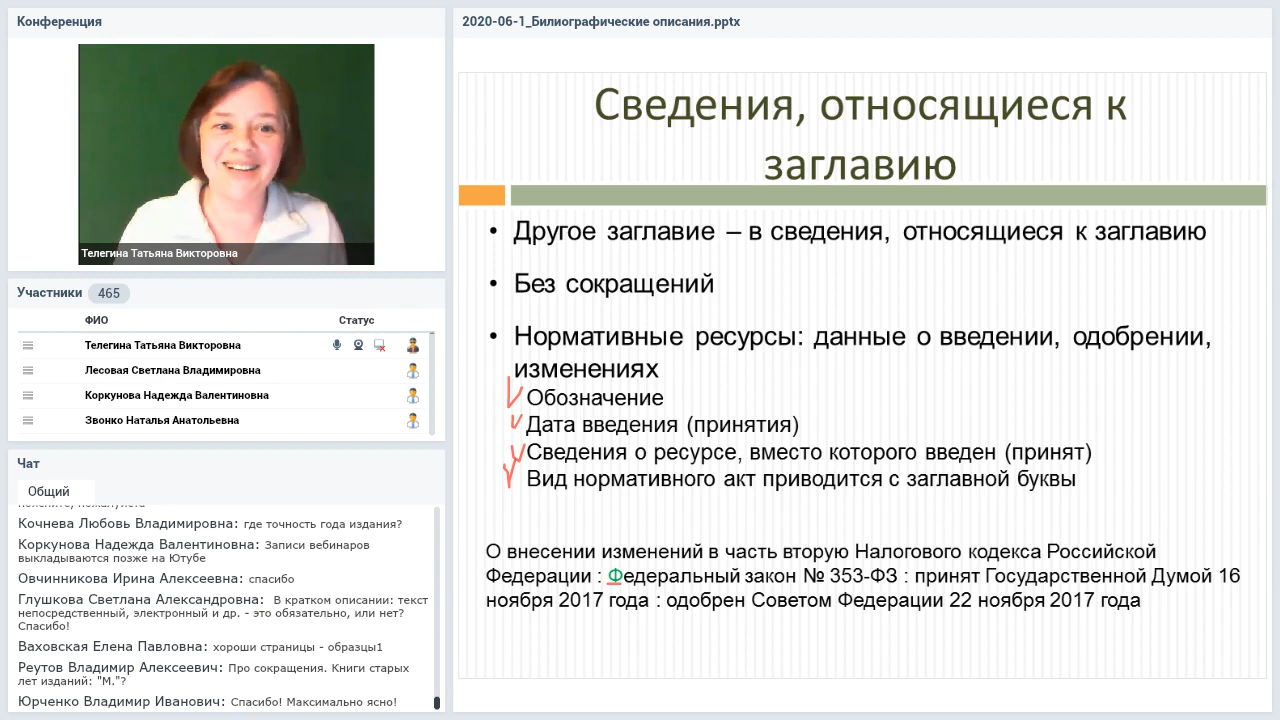 Конференция
Телегина Татьяна Викторовна
Участники 465
ФИО Статус
Телегина Татьяна Викторовна
Лесовая Светлана Владимировна
Коркунова Надежда Валентиновна
Звонко Наталья Анатольевна
Чат
Общий
Кочнева Любовь Владимировна: где точность года издания?
Коркунова Надежда Валентиновна: Записи вебинаров
выкладываются позже на Ютубе
Овчинникова Ирина Алексеевна: спасибо
Глушкова Светлана Александровна: В кратком описании: текст
непосредственный, электронный и др. - это обязательно, или нет?
Спасибо!
Ваховская Елена Павловна: хороши страницы - образцы1
Реутов Владимир Алексеевич: Про сокращения. Книги старых
лет изданий: "М."?
Юрченко Владимир Иванович: Спасибо! Максимально ясно!
2020-06-1_Билиографические описания.pptx
Сведения, относящиеся к
заглавию
• Другое заглавие – в сведения, относящиеся к заглавию
• Без сокращений
• Нормативные ресурсы: данные о введении, одобрении,
изменениях
Обозначение
Дата введения (принятия)
Сведения о ресурсе, вместо которого введен (принят)
Вид нормативного акт приводится с заглавной буквы
О внесении изменений в часть вторую Налогового кодекса Российской
Федерации : Федеральный закон № 353-ФЗ : принят Государственной Думой 16
ноября 2017 года : одобрен Советом Федерации 22 ноября 2017 года